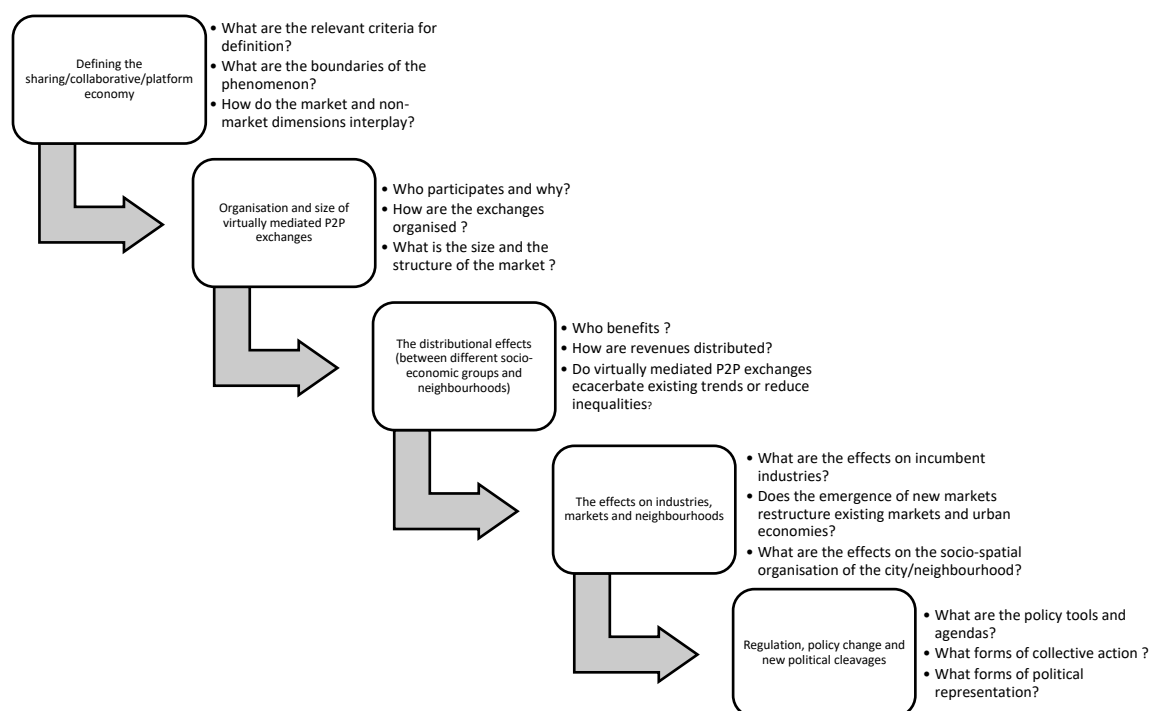 Defining the
sharing/collaborative/platform
economy
• What are the relevant criteria for
definition?
• What are the boundaries of the
phenomenon?
• How do the market and non-
market dimensions interplay?
Organisation and size of
virtually mediated P2P
exchanges
• Who participates and why?
• How are the exchanges
organised ?
• What is the size and the
structure of the market ?
The distributional effects
(between different socio-
economic groups and
neighbourhoods)
• Who benefits ?
• How are revenues distributed?
• Do virtually mediated P2P exchanges
ecacerbate existing trends or reduce
inequalities?
The effects on industries,
markets and neighbourhoods
• What are the effects on incumbent
industries?
• Does the emergence of new markets
restructure existing markets and urban
economies?
• What are the effects on the socio-spatial
organisation of the city/neighbourhood?
Regulation, policy change and
new political cleavages
• What are the policy tools and
agendas?
• What forms of collective action ?
• What forms of political
representation?